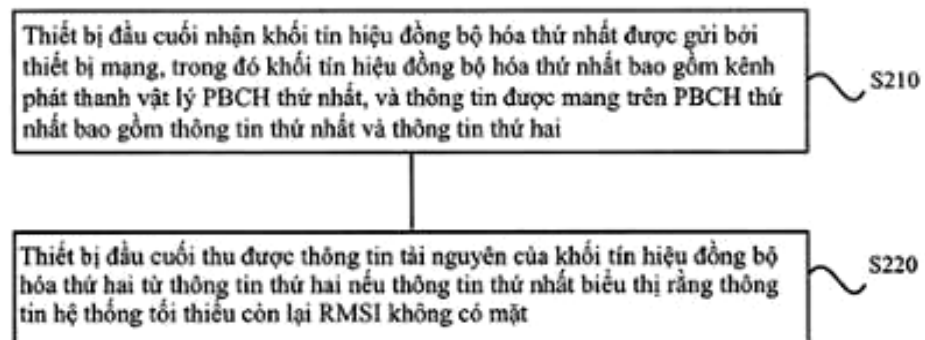 Thiết bị đầu cuối nhận khối tín hiệu đồng bộ hóa thứ nhất được gửi bởi
thiết bị mạng, trong đó khối tín hiệu đồng bộ hóa thứ nhất bao gồm kênh
phát thanh vật lý PBCH thứ nhất, và thông tin được mang trên PBCH thứ
nhất bao gồm thông tin thứ nhất và thông tin thứ hai
S210
Thiết bị đầu cuối thu được thông tin tài nguyên của khối tín hiệu đồng bộ
hóa thứ hai từ thông tin thứ hai nếu thông tin thứ nhất biểu thị rằng thông
tin hệ thống tối thiểu còn lại RMSI không có mặt
S220